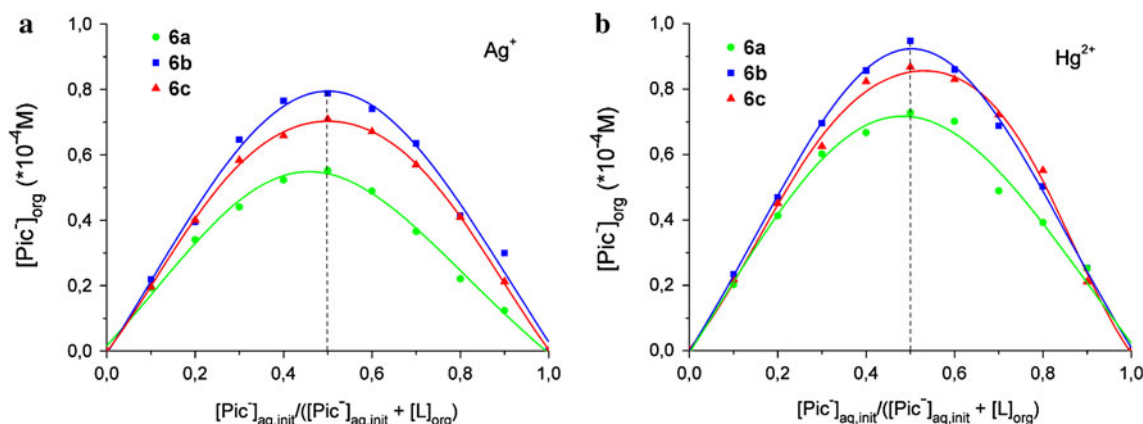 a
1,0
0,8
0,6
0,4
0,2
0,0
[Pic⁻]org (*10⁻⁴M)
6a
6b
6c
Ag⁺
0,0 0,2 0,4 0,6 0,8 1,0
[Pic⁻]aq,init/([Pic⁻]aq,init + [L]org)
b
1,0
0,8
0,6
0,4
0,2
0,0
[Pic⁻]org (*10⁻⁴M)
6a
6b
6c
Hg²⁺
0,0 0,2 0,4 0,6 0,8 1,0
[Pic⁻]aq,init/([Pic⁻]aq,init + [L]org)